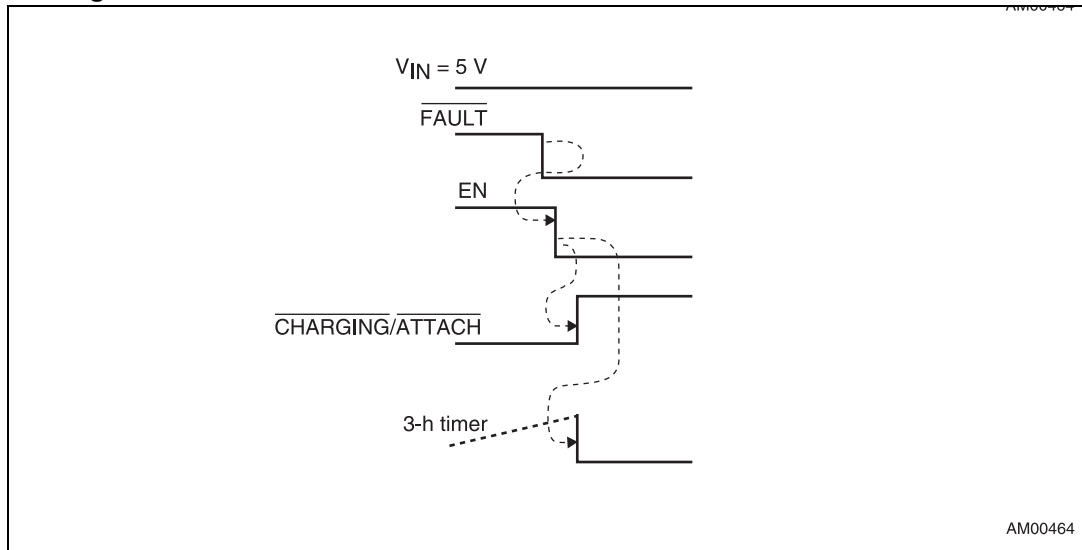 V_IN = 5 V
FAULT
EN
CHARGING/ATTACH
3-h timer
AM00464